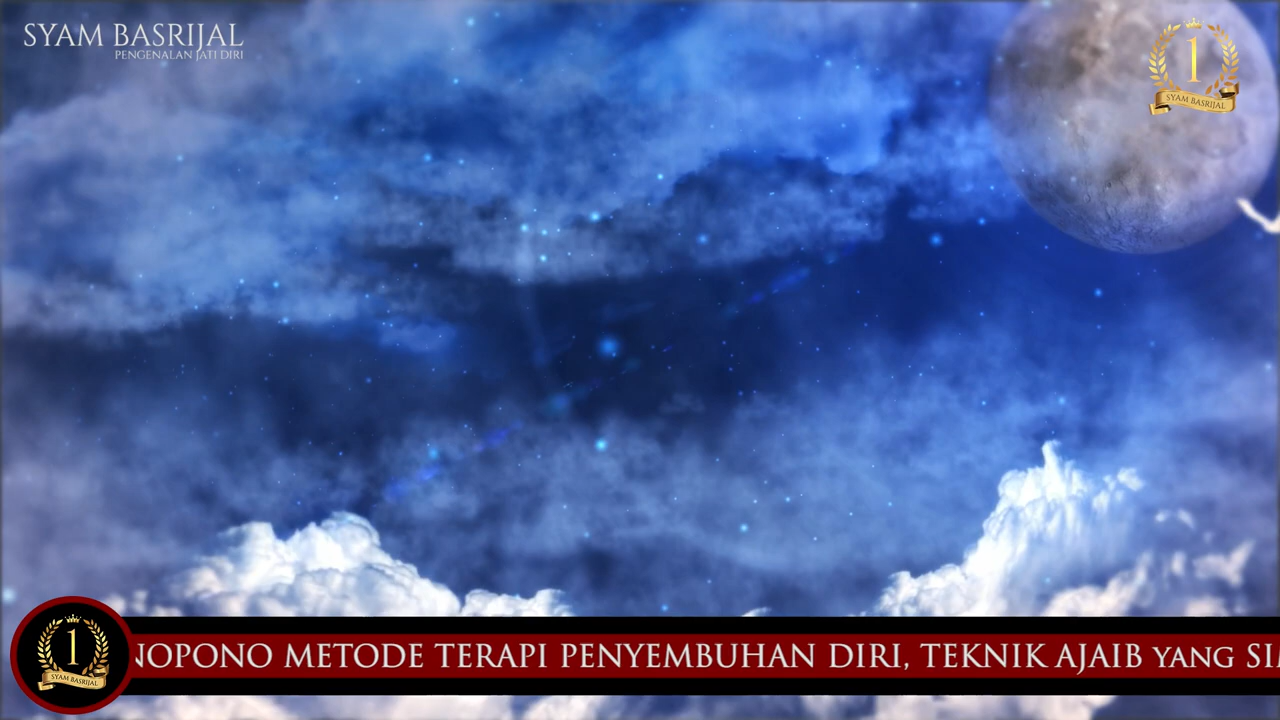 SYAM BASRIJAL
PENGENALAN JATI DIRI
1
SYAM BASRIJAL
1
SYAM BASRIJAL
NOPONO METODE TERAPI PENYEMBUHAN DIRI, TEKNIK AJAIB YANG